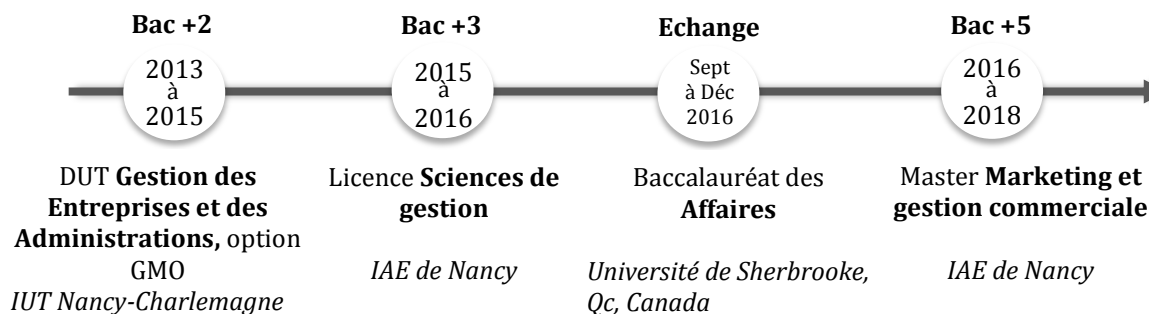 Bac +2
2013
à
2015
DUT Gestion des
Entreprises et des
Administrations, option
GMO
IUT Nancy-Charlemagne
Bac +3
2015
à
2016
Licence Sciences de
gestion
IAE de Nancy
Echange
Sept
à Déc
2016
Baccalauréat des
Affaires
Université de Sherbrooke,
Qc, Canada
Bac +5
2016
à
2018
Master Marketing et
gestion commerciale
IAE de Nancy